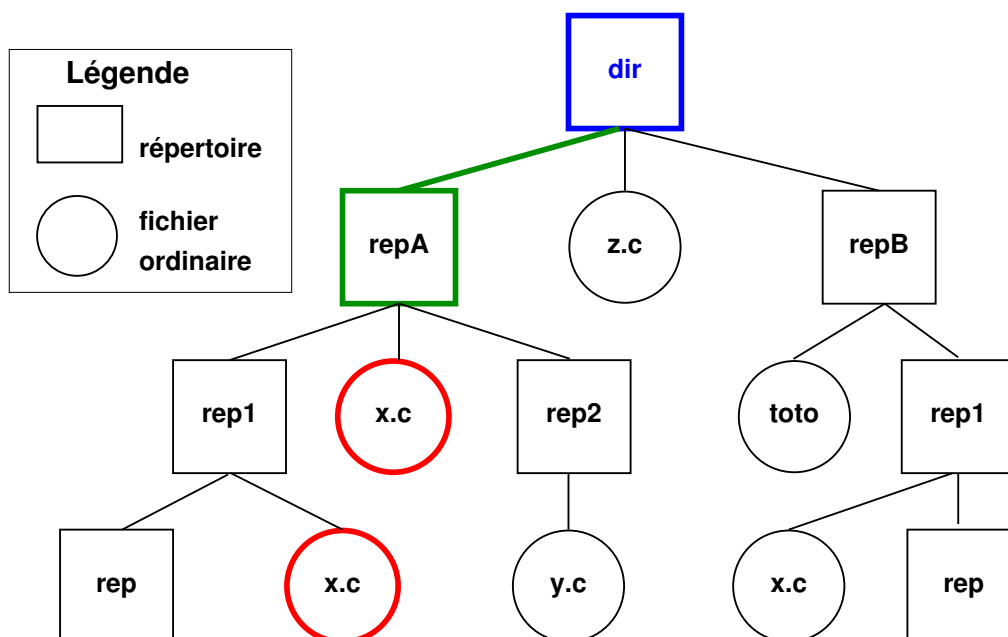 Légende
répertoire
fichier
ordinaire
dir
repA
z.c
repB
rep1
x.c
rep2
toto
rep1
rep
x.c
y.c
x.c
rep